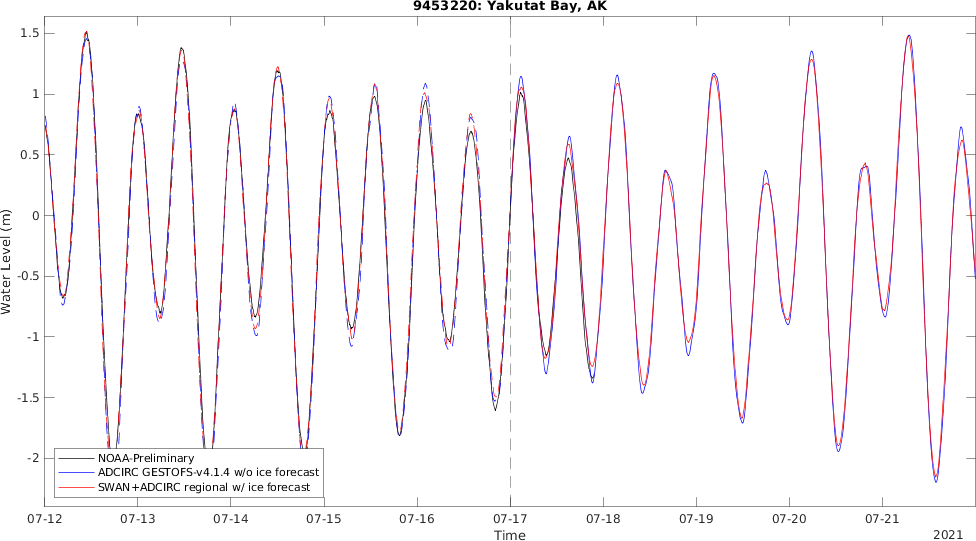 9453220: Yakutat Bay, AK
1.5
1
0.5
0
-0.5
-1
-1.5
-2
Water Level (m)
NOAA-Preliminary
ADCIRC GESTOFS-v4.1.4 w/o ice forecast
SWAN+ADCIRC regional w/ ice forecast
07-12 07-13 07-14 07-15 07-16 07-17 07-18 07-19 07-20 07-21
Time
2021